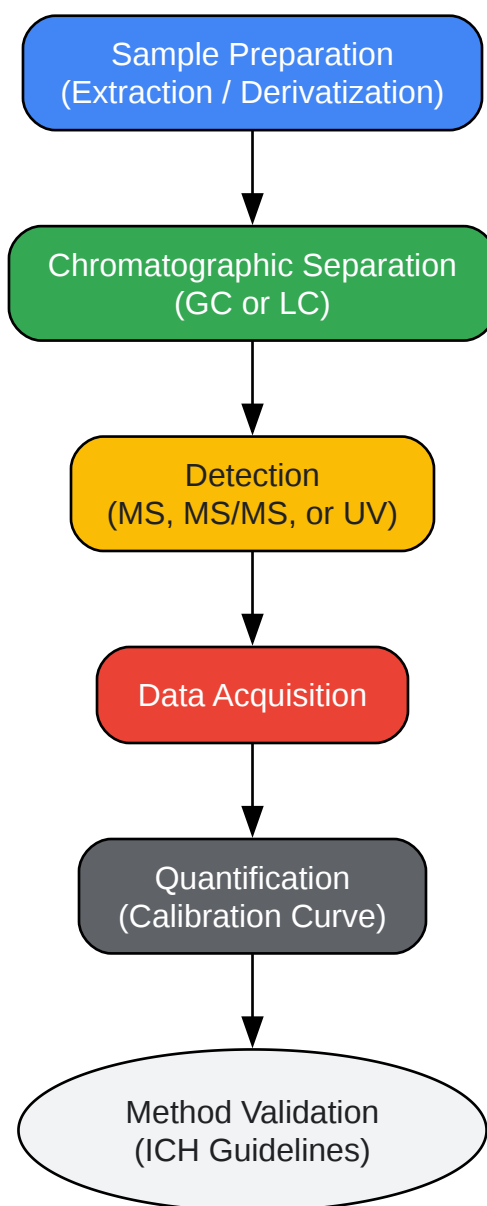 Sample Preparation
(Extraction / Derivatization)
Chromatographic Separation
(GC or LC)
Detection
(MS, MS/MS, or UV)
Data Acquisition
Quantification
(Calibration Curve)
Method Validation
(ICH Guidelines)